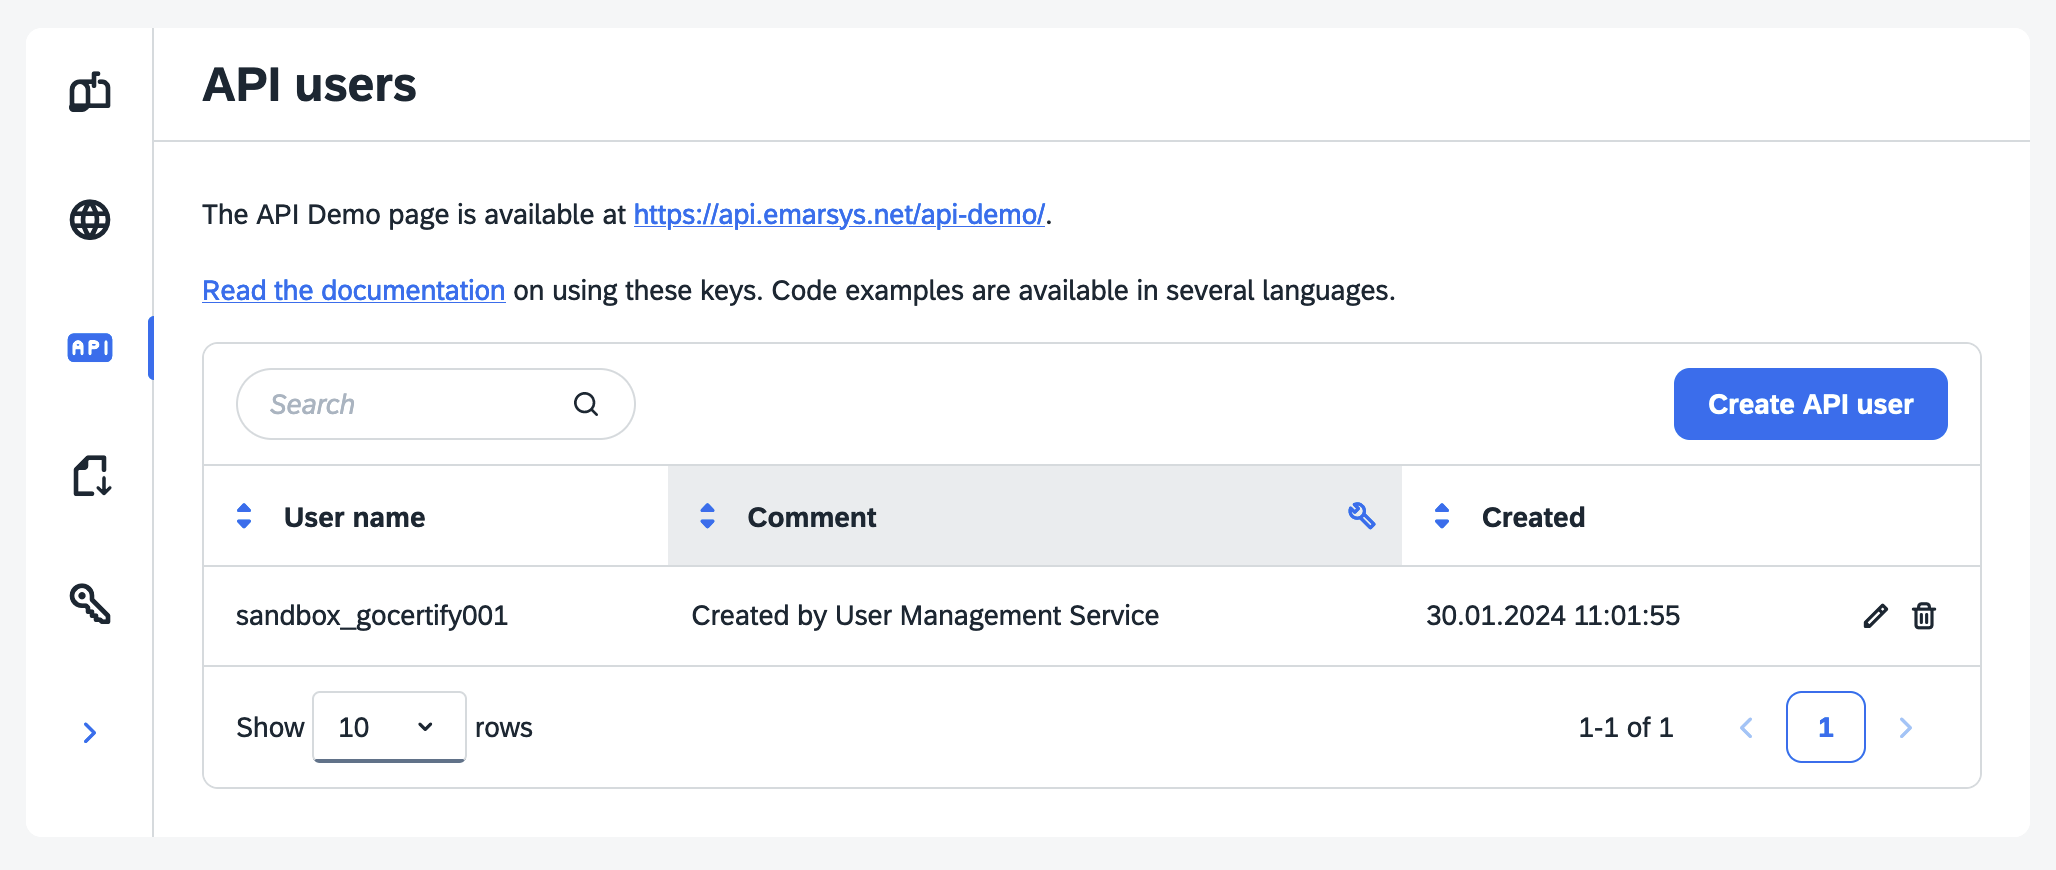 API users
The API Demo page is available at https://api.emarsys.net/api-demo/.
Read the documentation on using these keys. Code examples are available in several languages.
API
Search
Create API user
User name Comment Created
sandbox_gocertify001 Created by User Management Service 30.01.2024 11:01:55
Show 10 rows 1-1 of 1 1